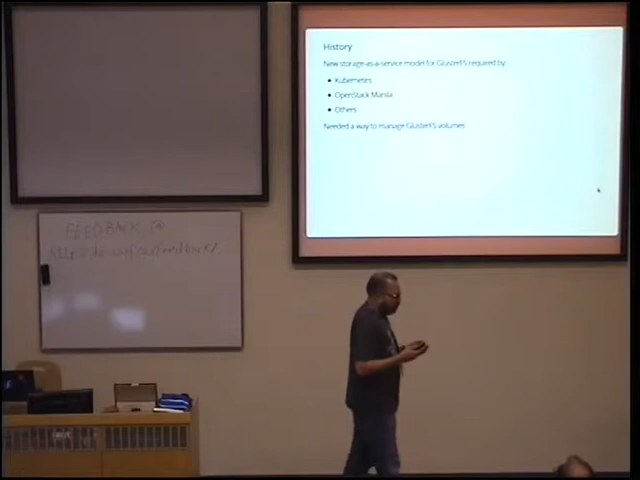 History
New storage-as-a-service model for GlusterFS required by:
Kubernetes
OpenStack Manila
Others
Needed a way to manage GlusterFS volumes
FEEDBACK @